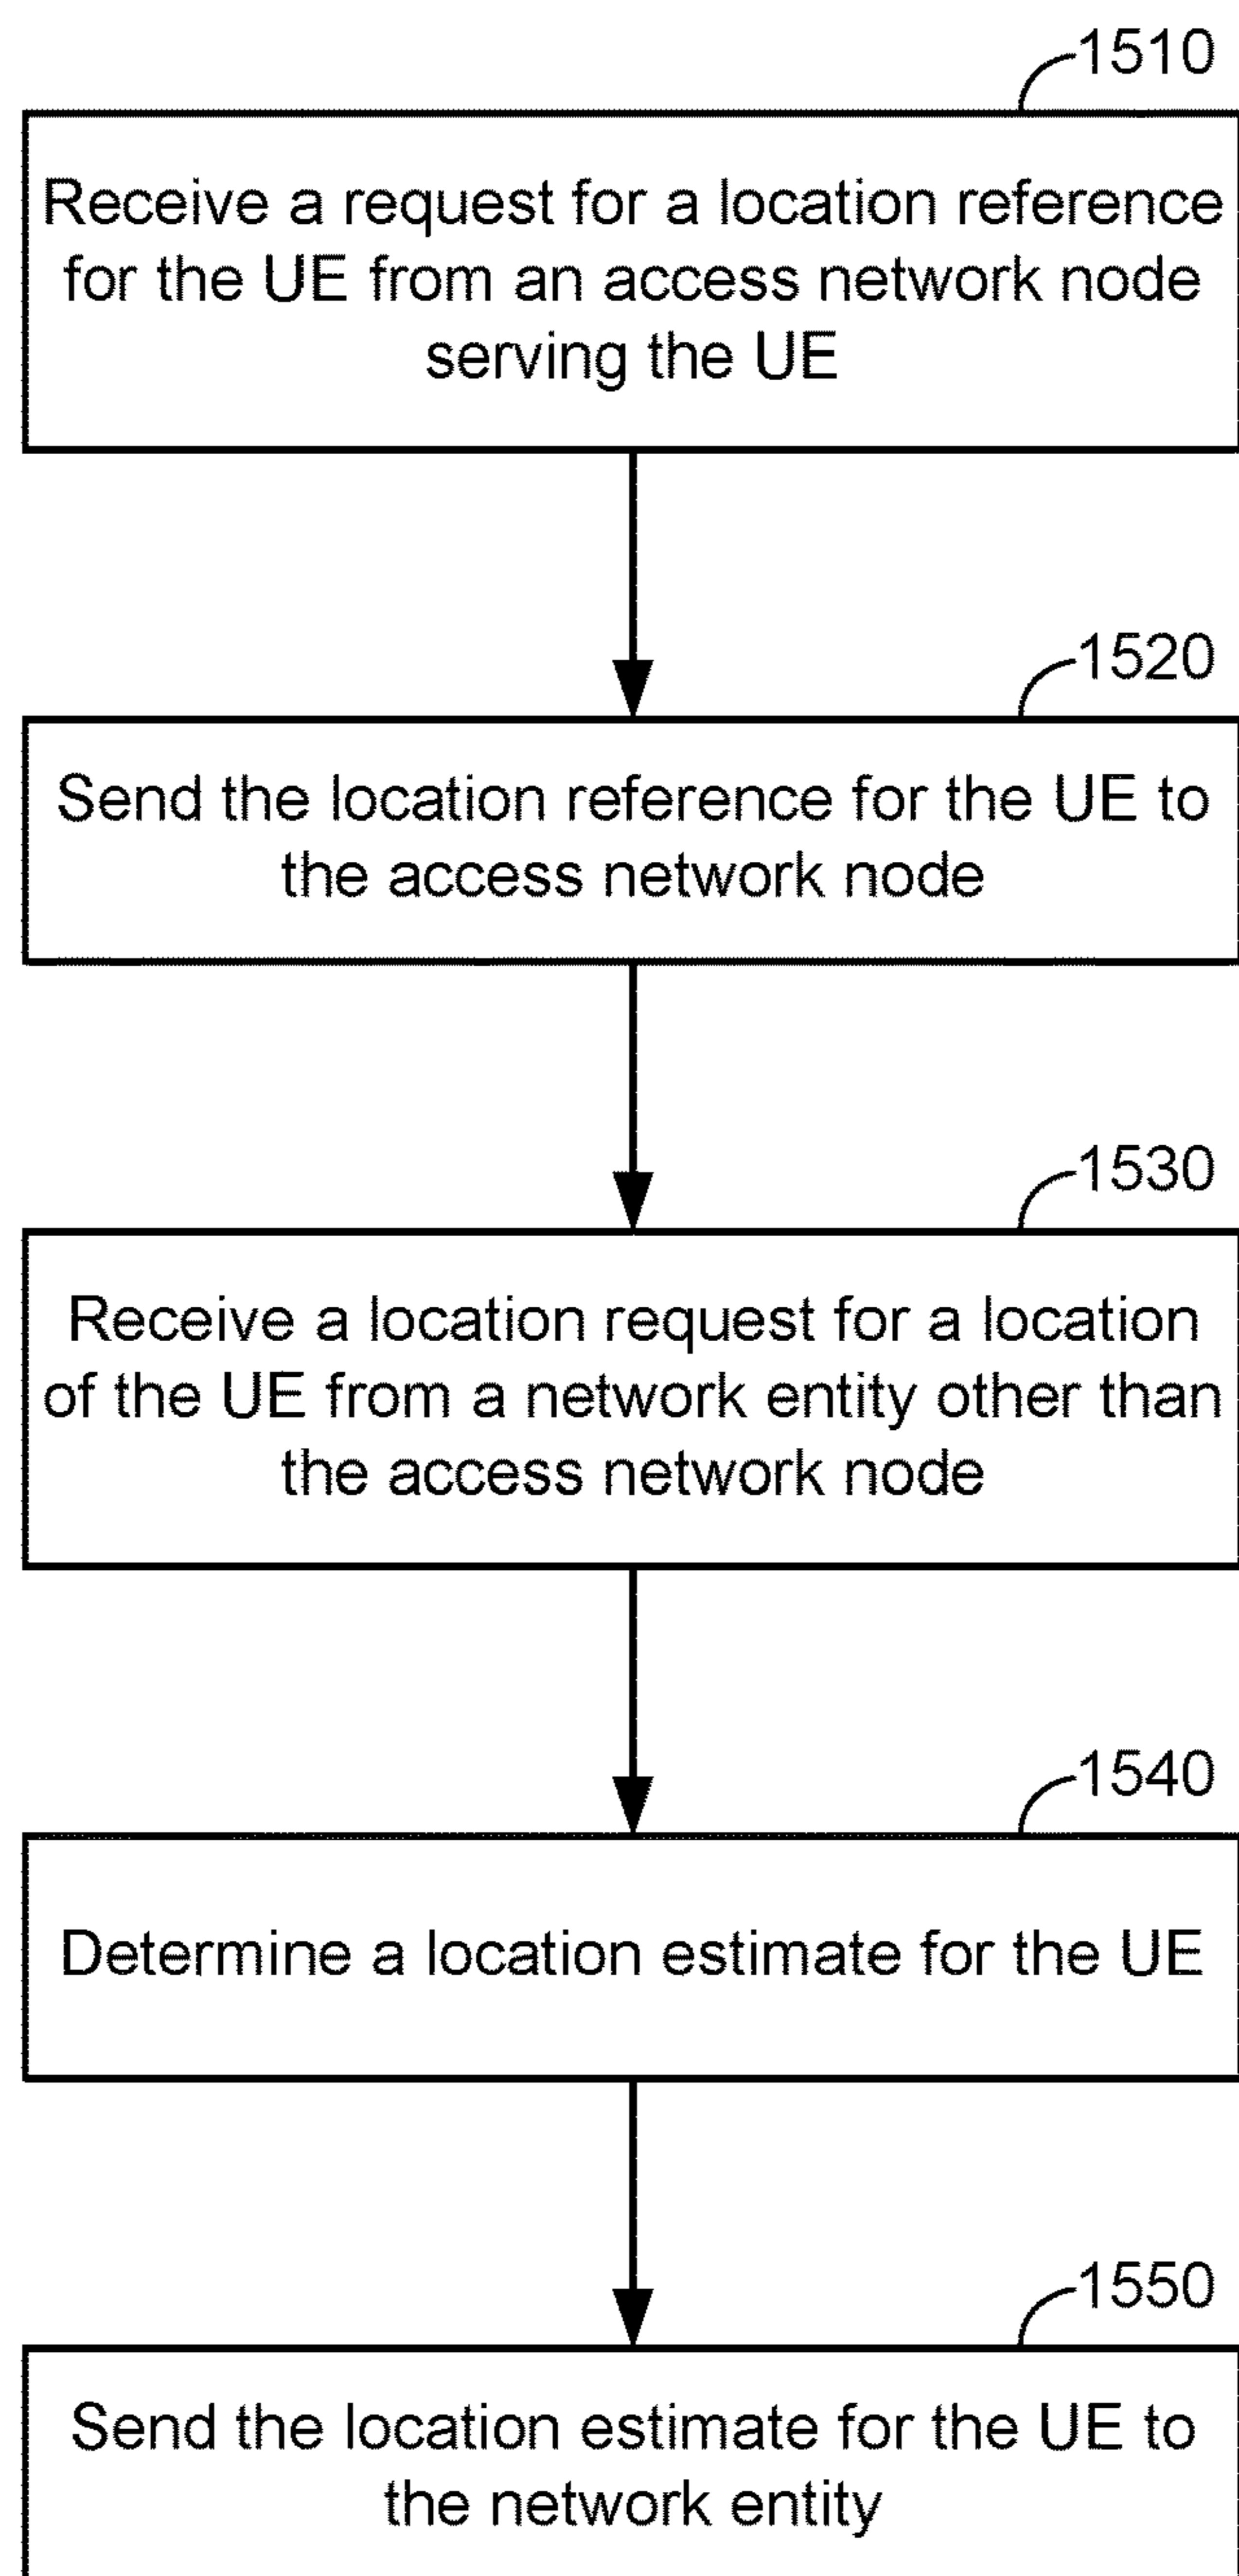 1510
Receive a request for a location reference
for the UE from an access network node
serving the UE
1520
Send the location reference for the UE to
the access network node
1530
Receive a location request for a location
of the UE from a network entity other than
the access network node
1540
Determine a location estimate for the UE
1550
Send the location estimate for the UE to
the network entity